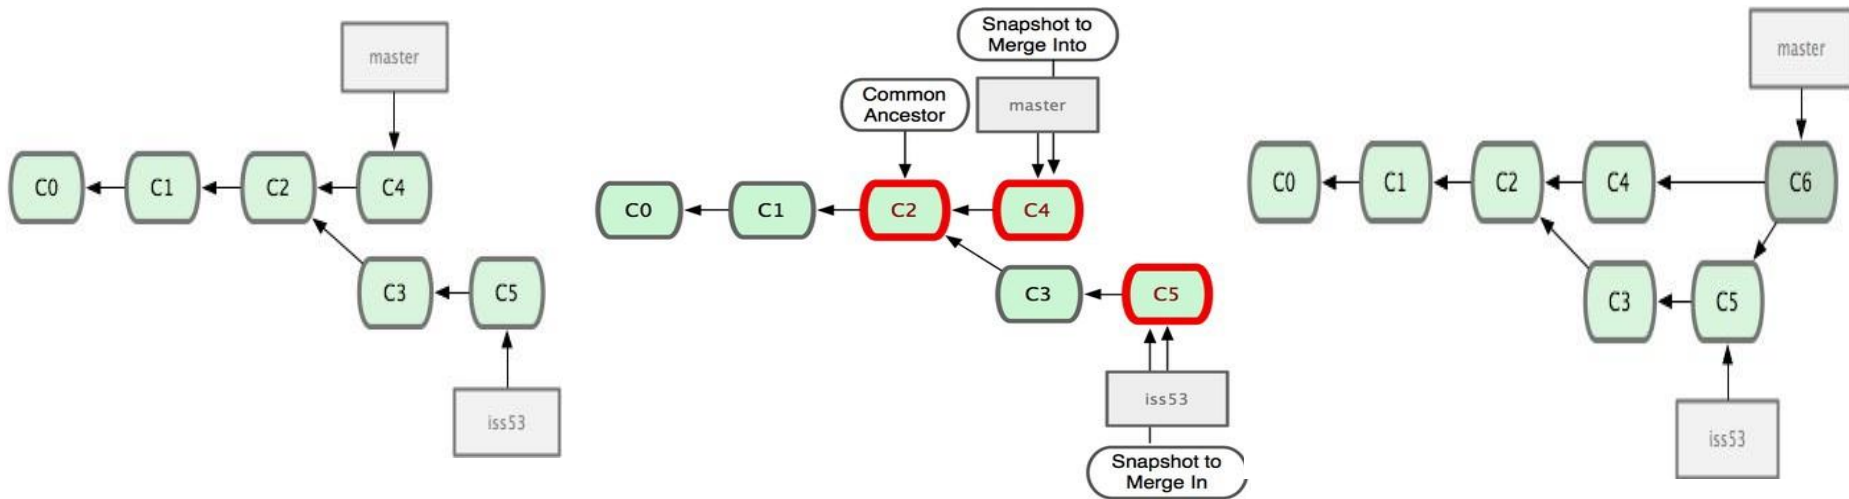 master
C0
C1
C2
C4
C3
C5
iss53
Snapshot to
Merge Into
Common
Ancestor
master
C0
C1
C2
C4
C3
C5
iss53
Snapshot to
Merge In
master
C0
C1
C2
C4
C6
C3
C5
iss53